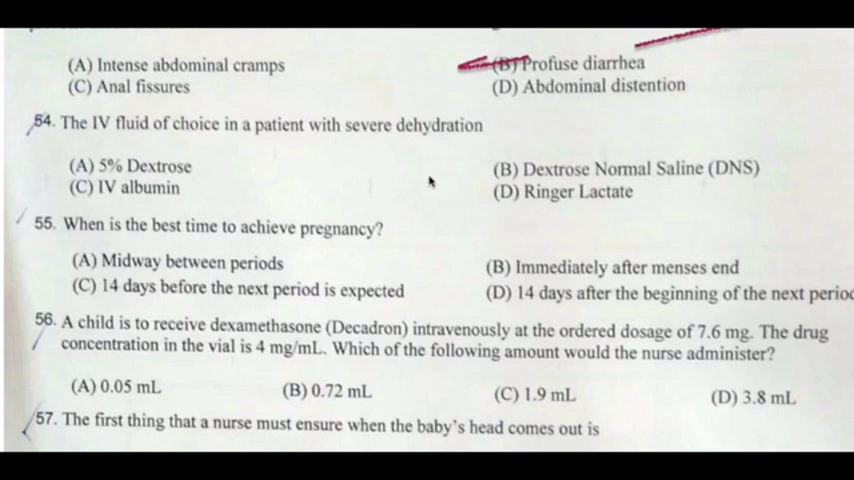 (A) Intense abdominal cramps (B) Profuse diarrhea
(C) Anal fissures (D) Abdominal distention
54. The IV fluid of choice in a patient with severe dehydration
(A) 5% Dextrose (B) Dextrose Normal Saline (DNS)
(C) IV albumin (D) Ringer Lactate
55. When is the best time to achieve pregnancy?
(A) Midway between periods (B) Immediately after menses end
(C) 14 days before the next period is expected (D) 14 days after the beginning of the next perioc
56. A child is to receive dexamethasone (Decadron) intravenously at the ordered dosage of 7.6 mg. The drug
concentration in the vial is 4 mg/mL. Which of the following amount would the nurse administer?
(A) 0.05 mL (B) 0.72 mL (C) 1.9 mL (D) 3.8 mL
57. The first thing that a nurse must ensure when the baby's head comes out is